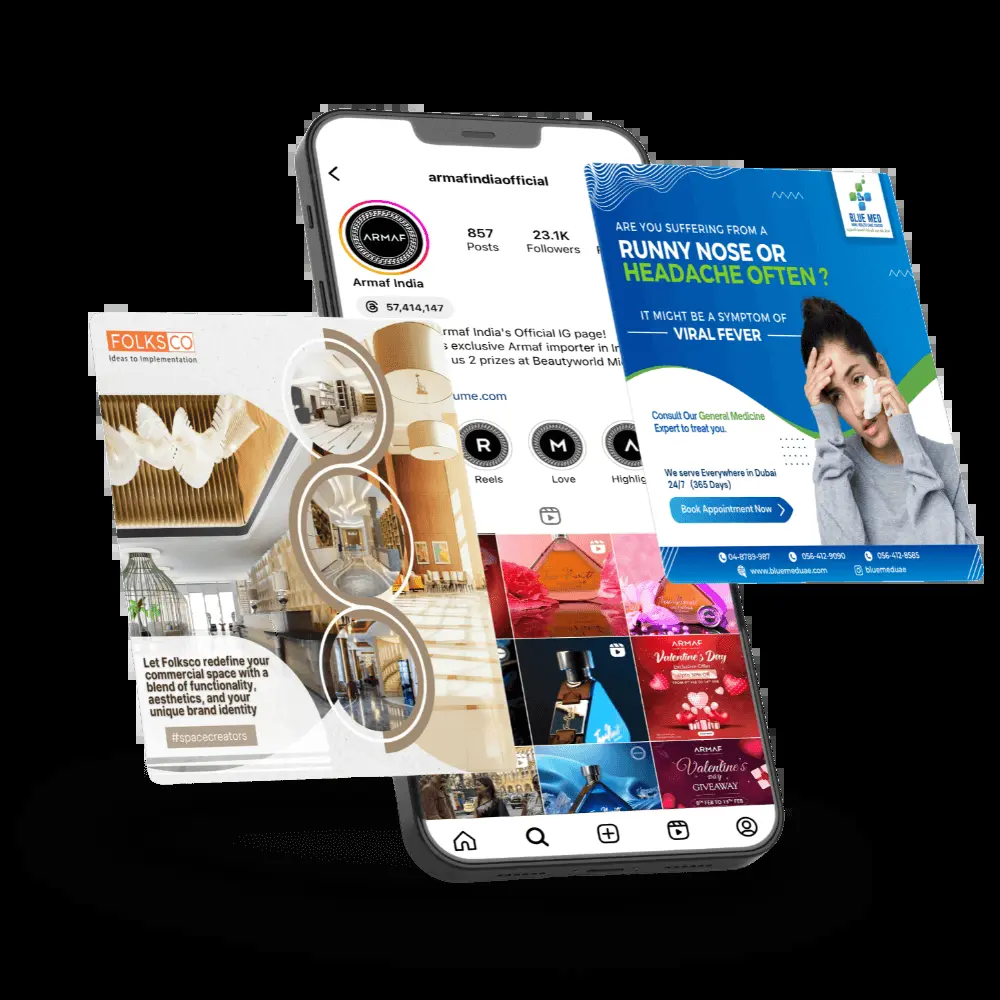 armafindiaofficial
ARMAF
857
Posts
23.1K
Followers
Armaf India
57,414,147
rmaf India's Official IG page!
exclusive Armaf importer in
us 2 prizes at Beautyworld
ume.com
R
M
A
Reels
Love
Highlig
ARMAF
Valentine's Day
ARMAF
Valentine's
DAY
GIVEAWAY
FOLKSCO
Ideas to Implementation
Let Folksco redefine your
commercial space with a
blend of functionality,
aesthetics, and your
unique brand identity
#spacecreators
BLUE MED
ARE YOU SUFFERING FROM A
RUNNY NOSE OR
HEADACHE OFTEN ?
IT MIGHT BE A SYMPTOM OF
VIRAL FEVER
Consult Our General Medicine
Expert to treat you.
We serve Everywhere in Dubai
24/7 (365 Days)
Book Appointment Now
04-8789-987
056-412-9090
056-412-8585
www.bluemeduae.com
bluemeduae